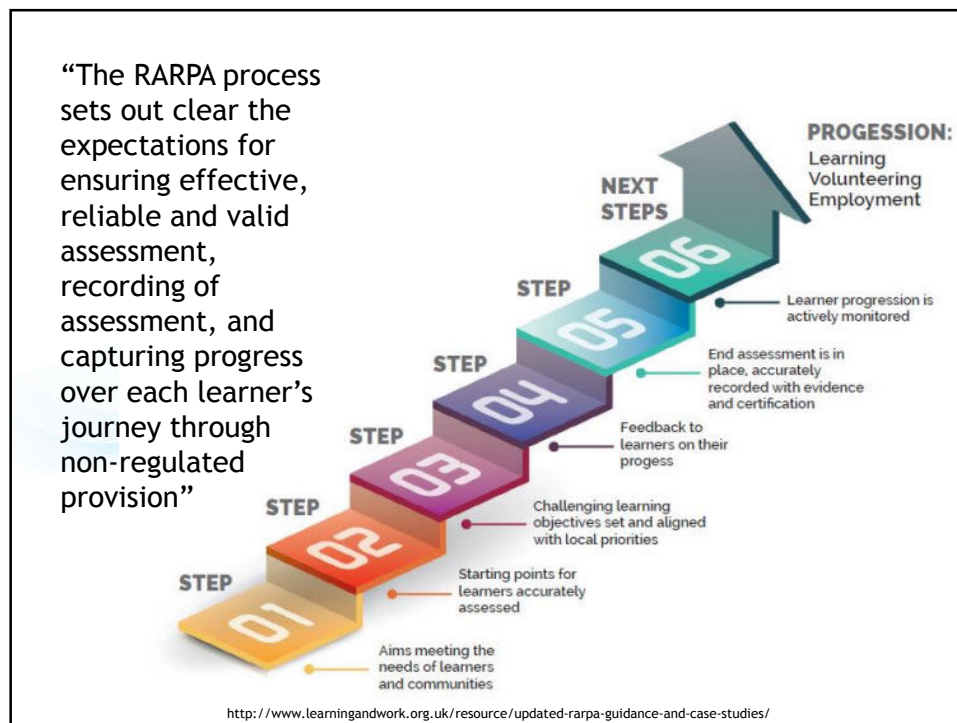 “The RARPA process
sets out clear the
expectations for
ensuring effective,
reliable and valid
assessment,
recording of
assessment, and
capturing progress
over each learner’s
journey through
non-regulated
provision”
PROGESSION:
Learning
Volunteering
Employment
NEXT
STEPS
06
Learner progression is
actively monitored
STEP
05
End assessment is in
place, accurately
recorded with evidence
and certification
STEP
04
Feedback to
learners on their
progess
STEP
03
Challenging learning
objectives set and aligned
with local priorities
STEP
02
Starting points for
learners accurately
assessed
STEP
01
Aims meeting the
needs of learners
and communities
http://www.learningandwork.org.uk/resource/updated-rarpa-guidance-and-case-studies/